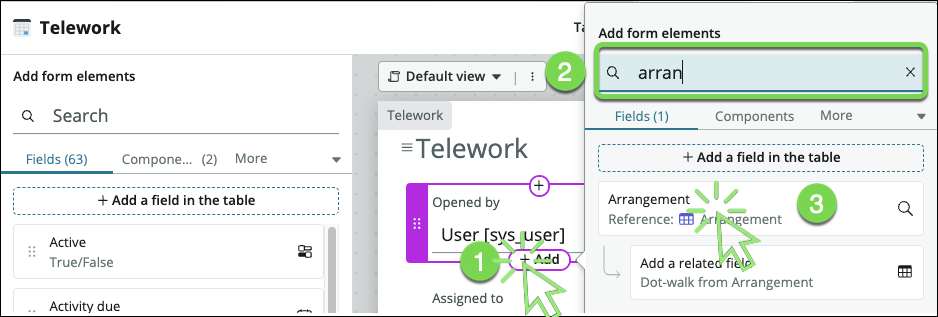 Telework
Ta
Add form elements
Search
Fields (63)
Compone... (2)
More
+ Add a field in the table
Active
True/False
Activity due
Default view
Telework
Telework
Opened by
User [sys_user]
1
+ Add
Assigned to
Add form elements
2
arran
Fields (1)
Components
More
+ Add a field in the table
Arrangement
Reference: Arrangement
3
Add a related field
Dot-walk from Arrangement